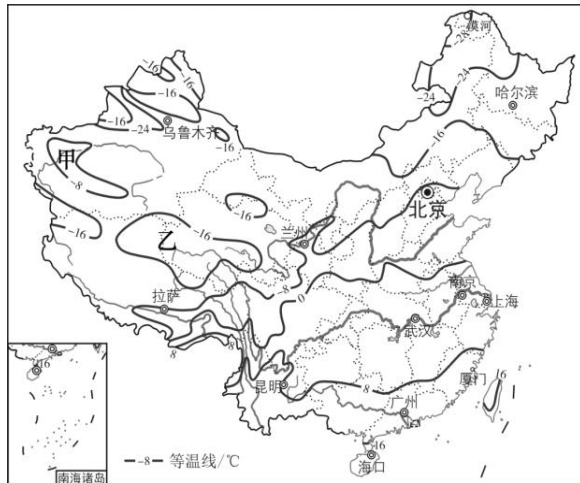 漠河
-24
-16
-16
-16
-24
-24
哈尔滨
乌鲁木齐
-16
-16
甲
-8
北京
-16
-16
-16
乙
兰州
-8
-8
0
拉萨
南京
上海
武汉
8
8
昆明
厦门
16
广州
16
-8 等温线/℃
16
海口
南海诸岛